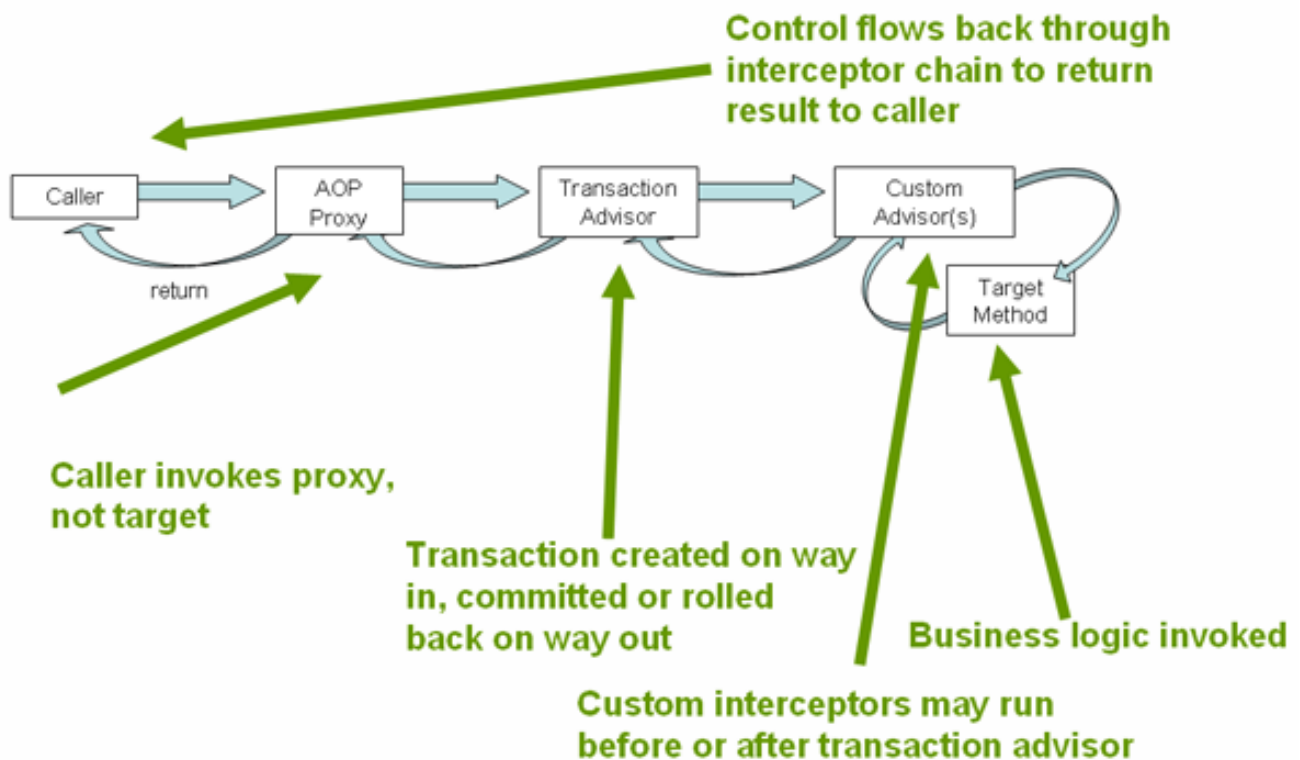 Control flows back through
interceptor chain to return
result to caller
Caller
AOP
Proxy
Transaction
Advisor
Custom
Advisor(s)
return
Target
Method
Caller invokes proxy,
not target
Transaction created on way
in, committed or rolled
back on way out
Business logic invoked
Custom interceptors may run
before or after transaction advisor